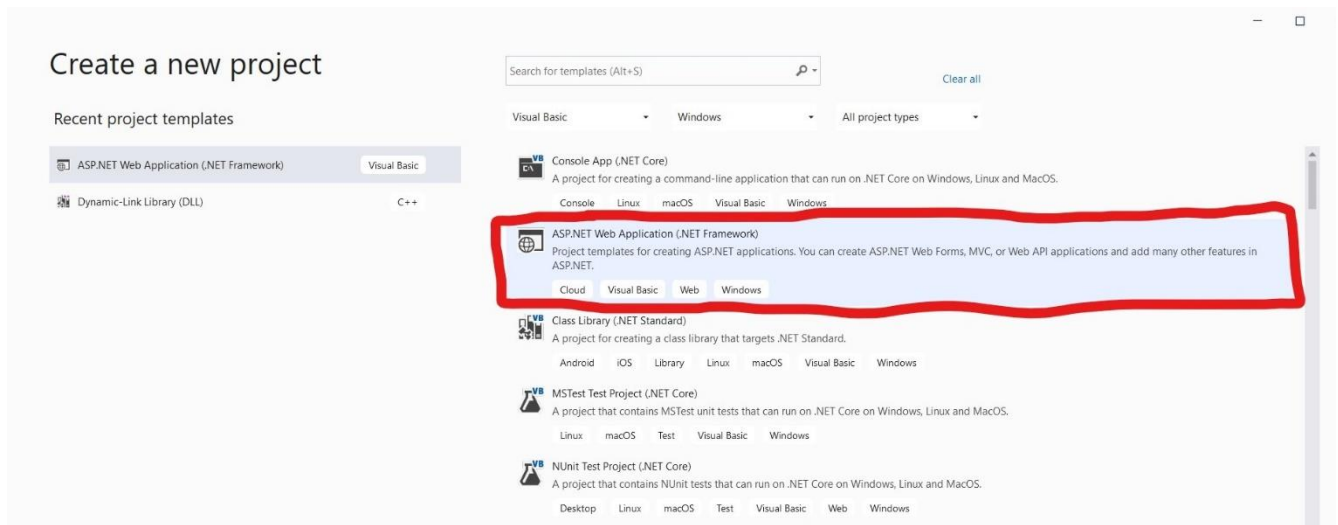 Create a new project
Recent project templates
ASP.NET Web Application (.NET Framework) Visual Basic
Dynamic-Link Library (DLL) C++
Search for templates (Alt+S)
Clear all
Visual Basic Windows All project types
VB Console App (.NET Core)
A project for creating a command-line application that can run on .NET Core on Windows, Linux and MacOS.
Console Linux macOS Visual Basic Windows
ASP.NET Web Application (.NET Framework)
Project templates for creating ASP.NET applications. You can create ASP.NET Web Forms, MVC, or Web API applications and add many other features in
ASP.NET.
Cloud Visual Basic Web Windows
VB Class Library (.NET Standard)
A project for creating a class library that targets .NET Standard.
Android iOS Library Linux macOS Visual Basic Windows
VB MSTest Test Project (.NET Core)
A project that contains MSTest unit tests that can run on .NET Core on Windows, Linux and MacOS.
Linux macOS Test Visual Basic Windows
VB NUnit Test Project (.NET Core)
A project that contains NUnit tests that can run on .NET Core on Windows, Linux and MacOS.
Desktop Linux macOS Test Visual Basic Web Windows